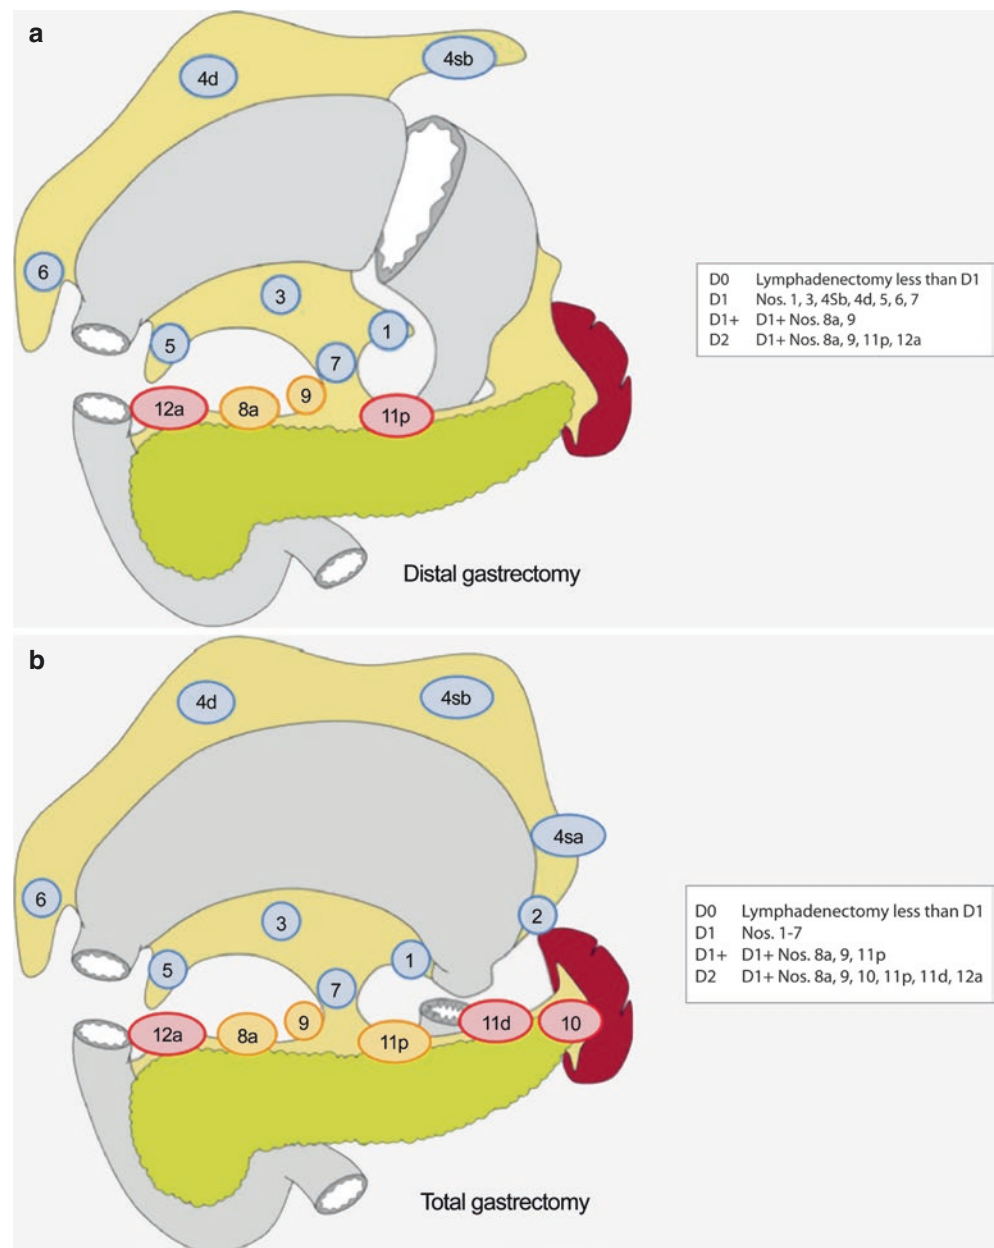 a
4d
4sb
6
3
1
5
7
9
12a
8a
11p
D0 Lymphadenectomy less than D1
D1 Nos. 1, 3, 4Sb, 4d, 5, 6, 7
D1+ D1+ Nos. 8a, 9
D2 D1+ Nos. 8a, 9, 11p, 12a
Distal gastrectomy
b
4d
4sb
4sa
6
3
2
1
5
7
9
12a
8a
11p
11d
10
D0 Lymphadenectomy less than D1
D1 Nos. 1-7
D1+ D1+ Nos. 8a, 9, 11p
D2 D1+ Nos. 8a, 9, 10, 11p, 11d, 12a
Total gastrectomy